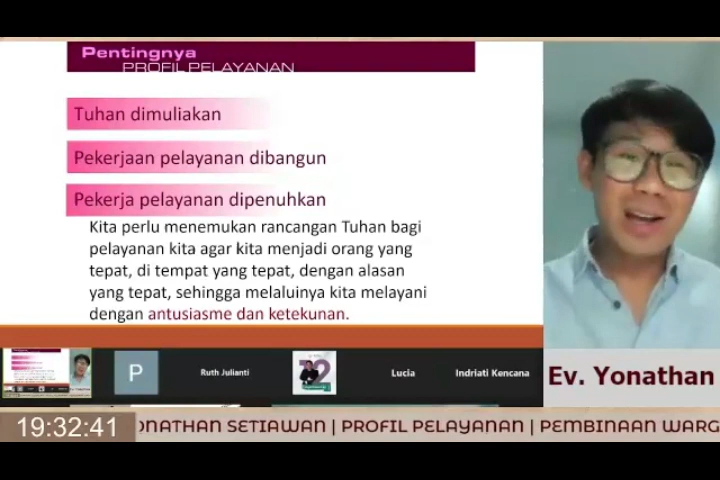 Pentingnya
PROFIL PELAYANAN
Tuhan dimuliakan
Pekerjaan pelayanan dibangun
Pekerja pelayanan dipenuhkan
Kita perlu menemukan rancangan Tuhan bagi
pelayanan kita agar kita menjadi orang yang
tepat, di tempat yang tepat, dengan alasan
yang tepat, sehingga melaluinya kita melayani
dengan antusiasme dan ketekunan.
P
Ruth Julianti
Lucia
Indriati Kencana
Ev. Yonathan
19:32:41
ONATHAN SETIAWAN | PROFIL PELAYANAN | PEMBINAAN WARG